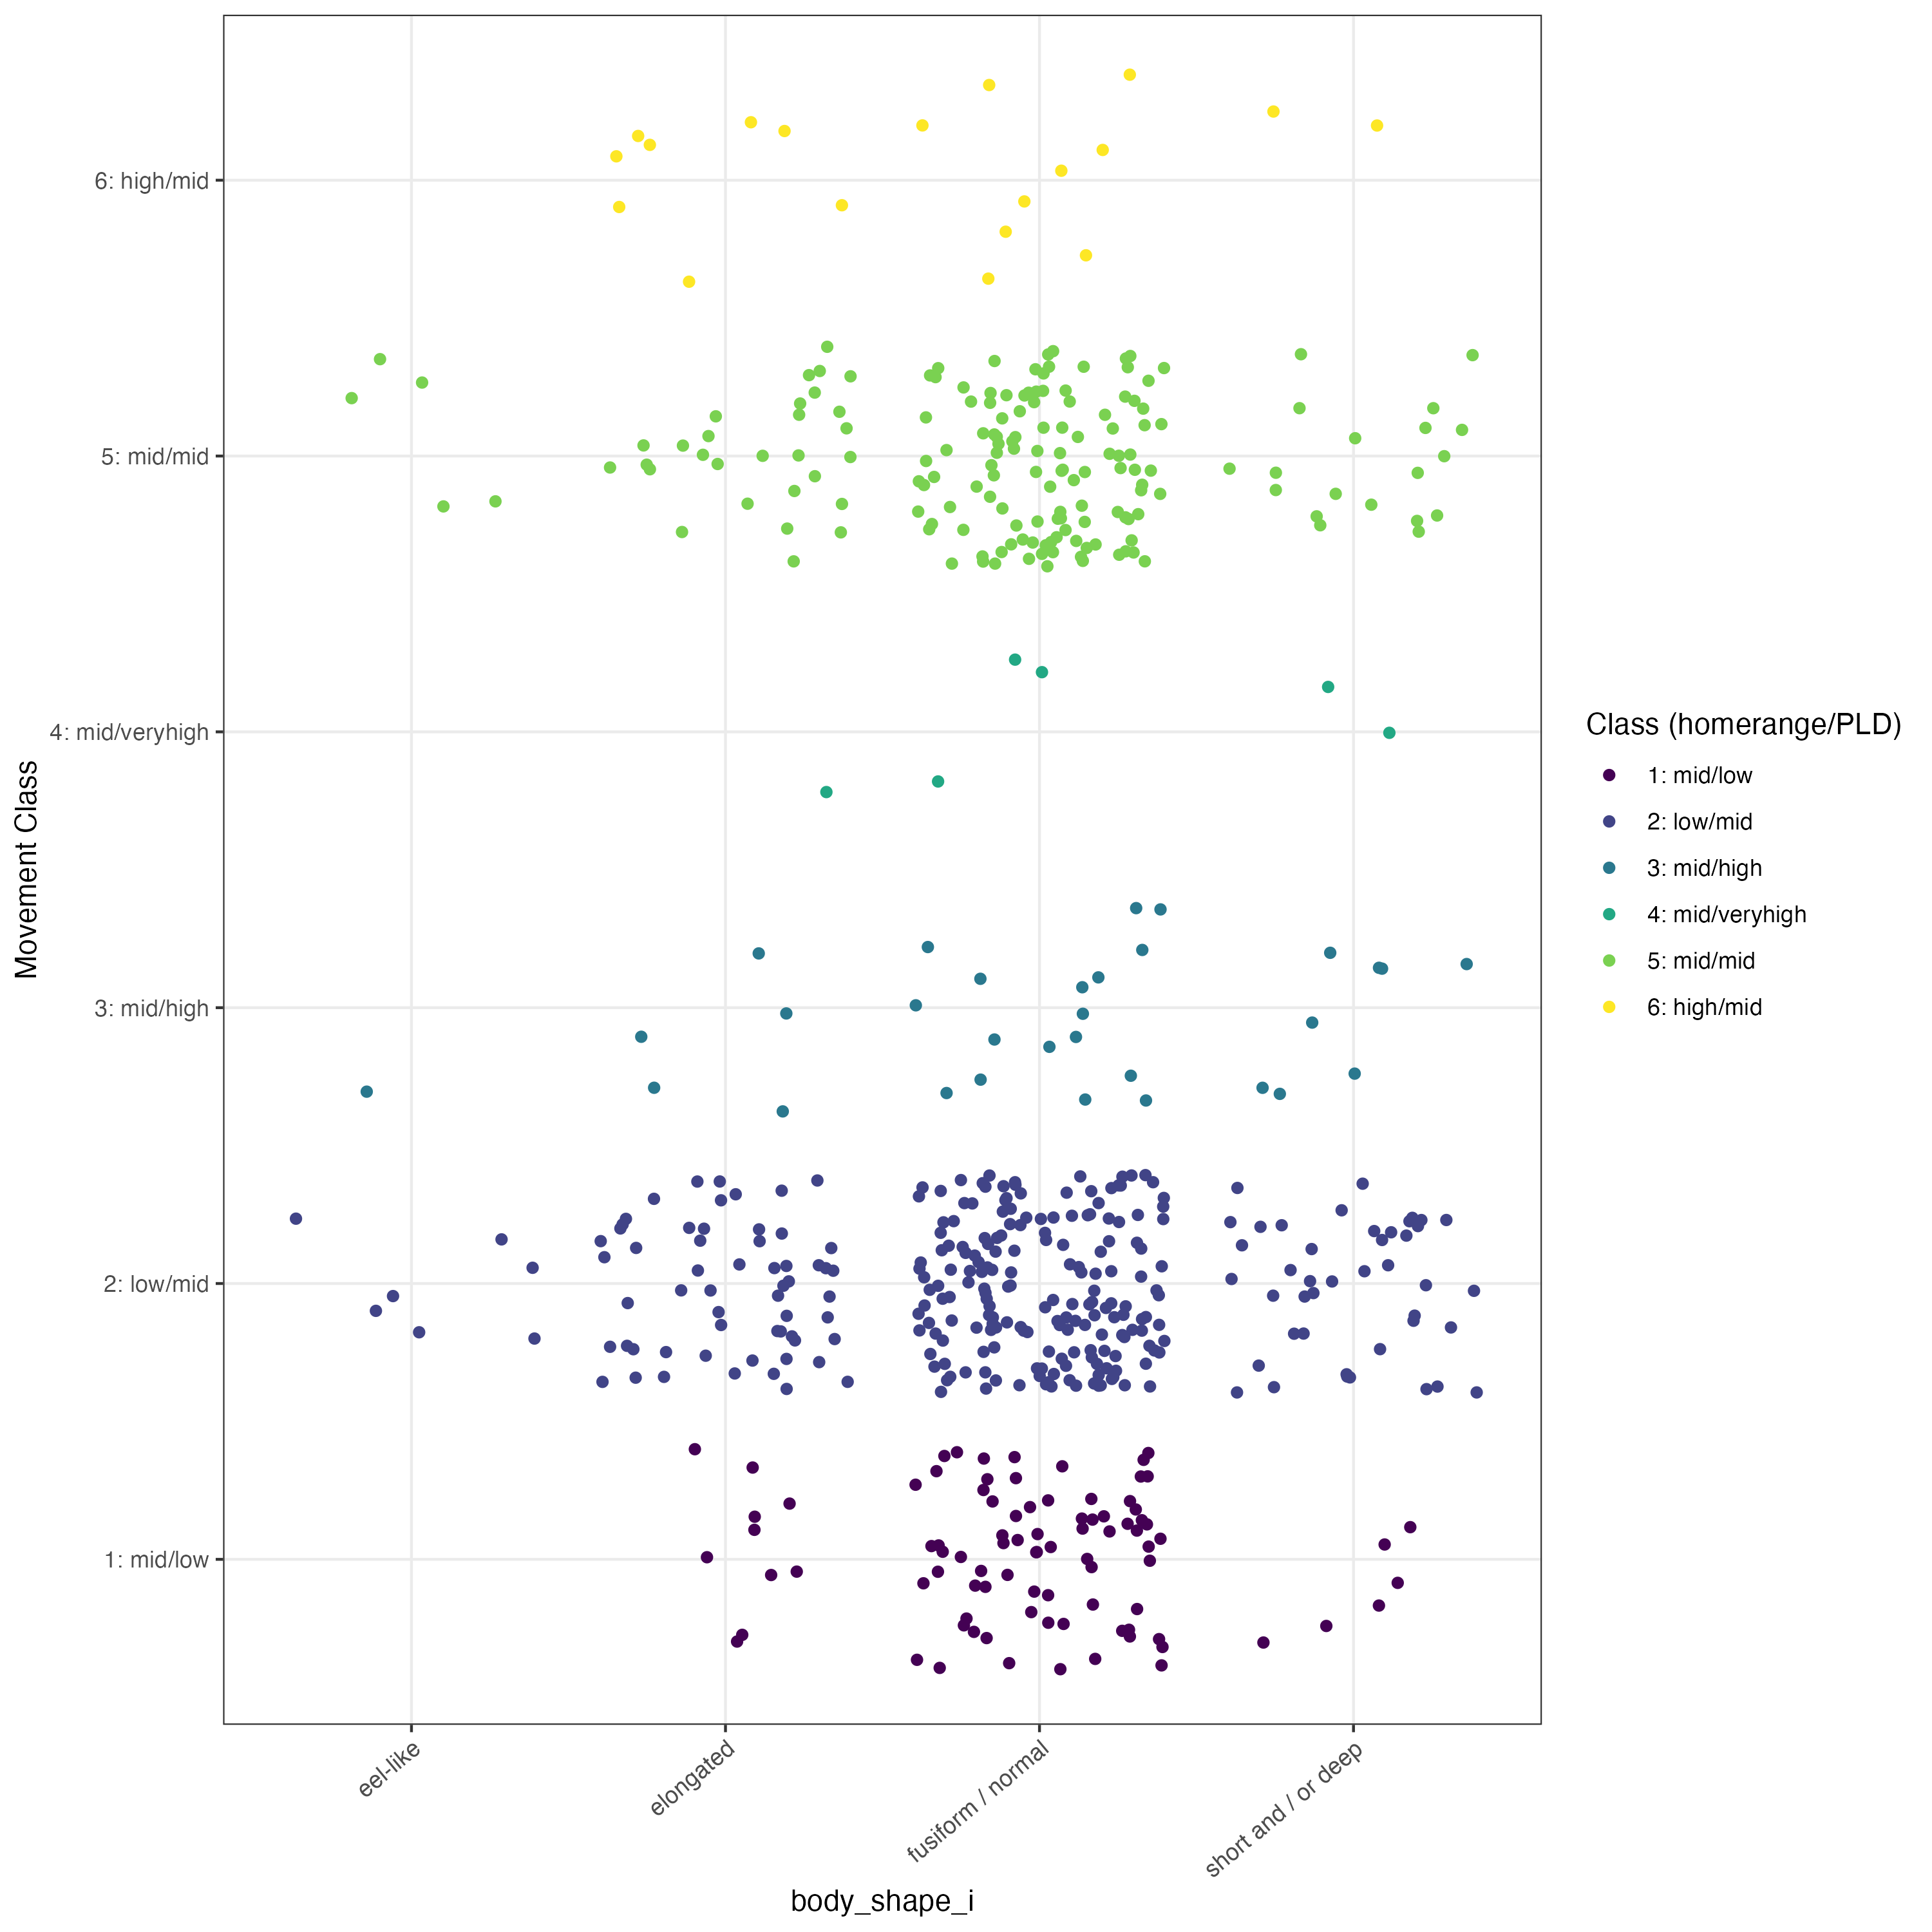 6: high/mid
5: mid/mid
4: mid/veryhigh
3: mid/high
2: low/mid
1: mid/low
Movement Class
eel-like
elongated
fusiform / normal
short and / or deep
body_shape_i
Class (homerange/PLD)
1: mid/low
2: low/mid
3: mid/high
4: mid/veryhigh
5: mid/mid
6: high/mid